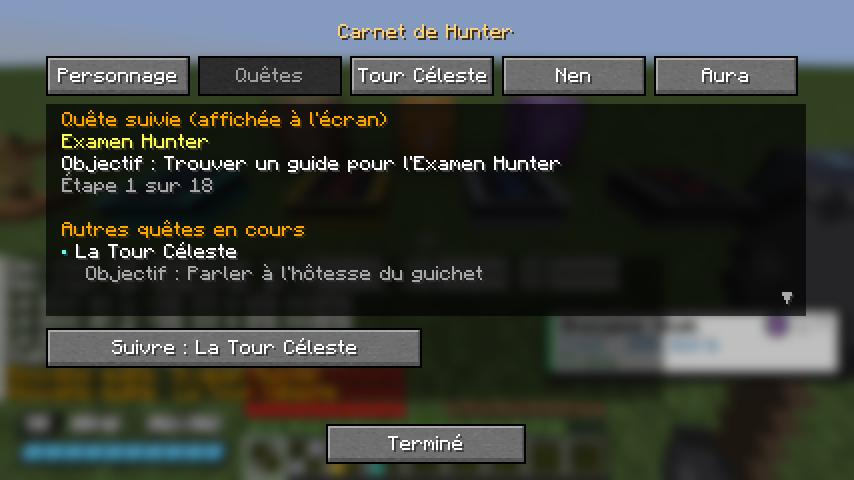 Carnet de Hunter
Personnage
Quêtes
Tour Céleste
Nen
Aura
Quête suivie (affichée à l'écran)
Examen Hunter
Objectif : Trouver un guide pour l'Examen Hunter
Étape 1 sur 18
Autres quêtes en cours
• La Tour Céleste
Objectif : Parler à l'hôtesse du guichet
Suivre : La Tour Céleste
Terminé